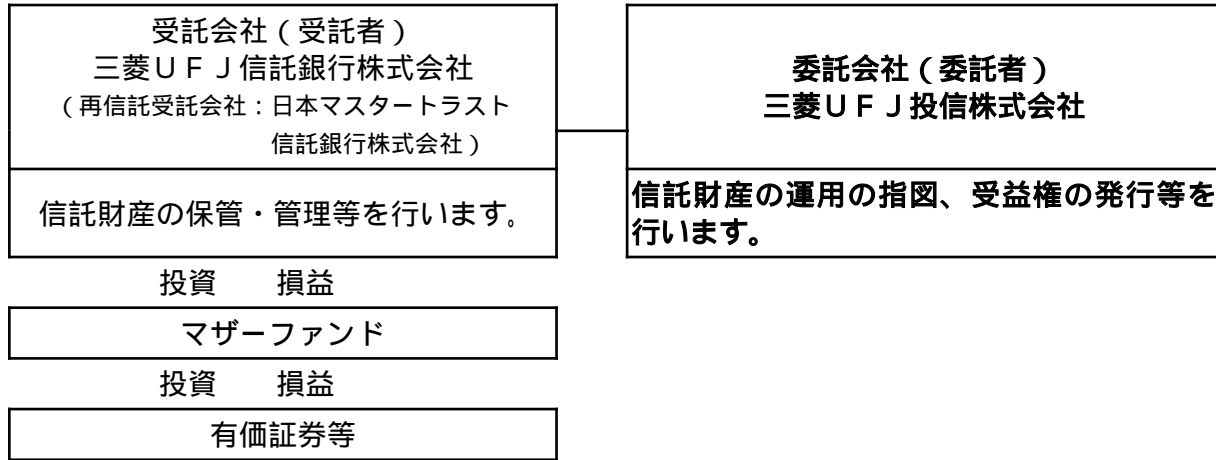 受託会社（受託者）
三菱ＵＦＪ信託銀行株式会社
（再信託受託会社：日本マスタートラスト
信託銀行株式会社）
信託財産の保管・管理等を行います。
委託会社（委託者）
三菱ＵＦＪ投信株式会社
信託財産の運用の指図、受益権の発行等を
行います。
投資　　損益
マザーファンド
投資　　損益
有価証券等